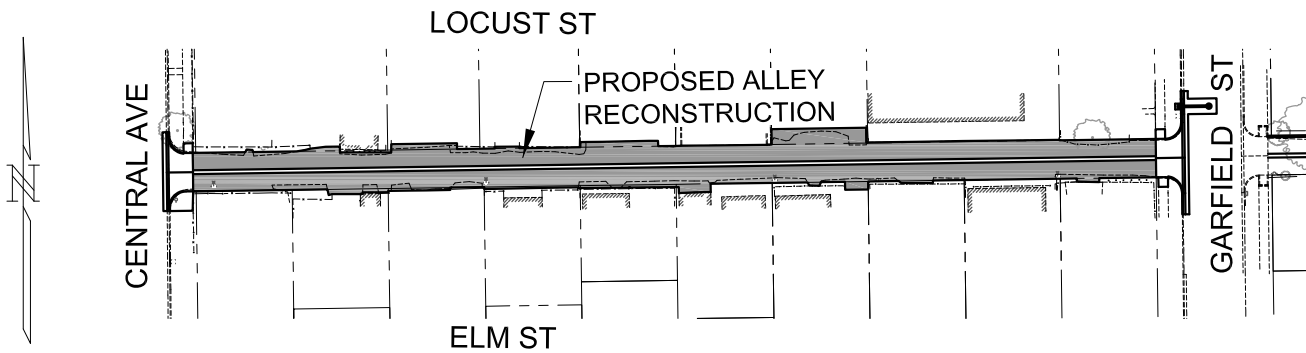 LOCUST ST
PROPOSED ALLEY
RECONSTRUCTION
CENTRAL AVE
GARFIELD ST
N
ELM ST